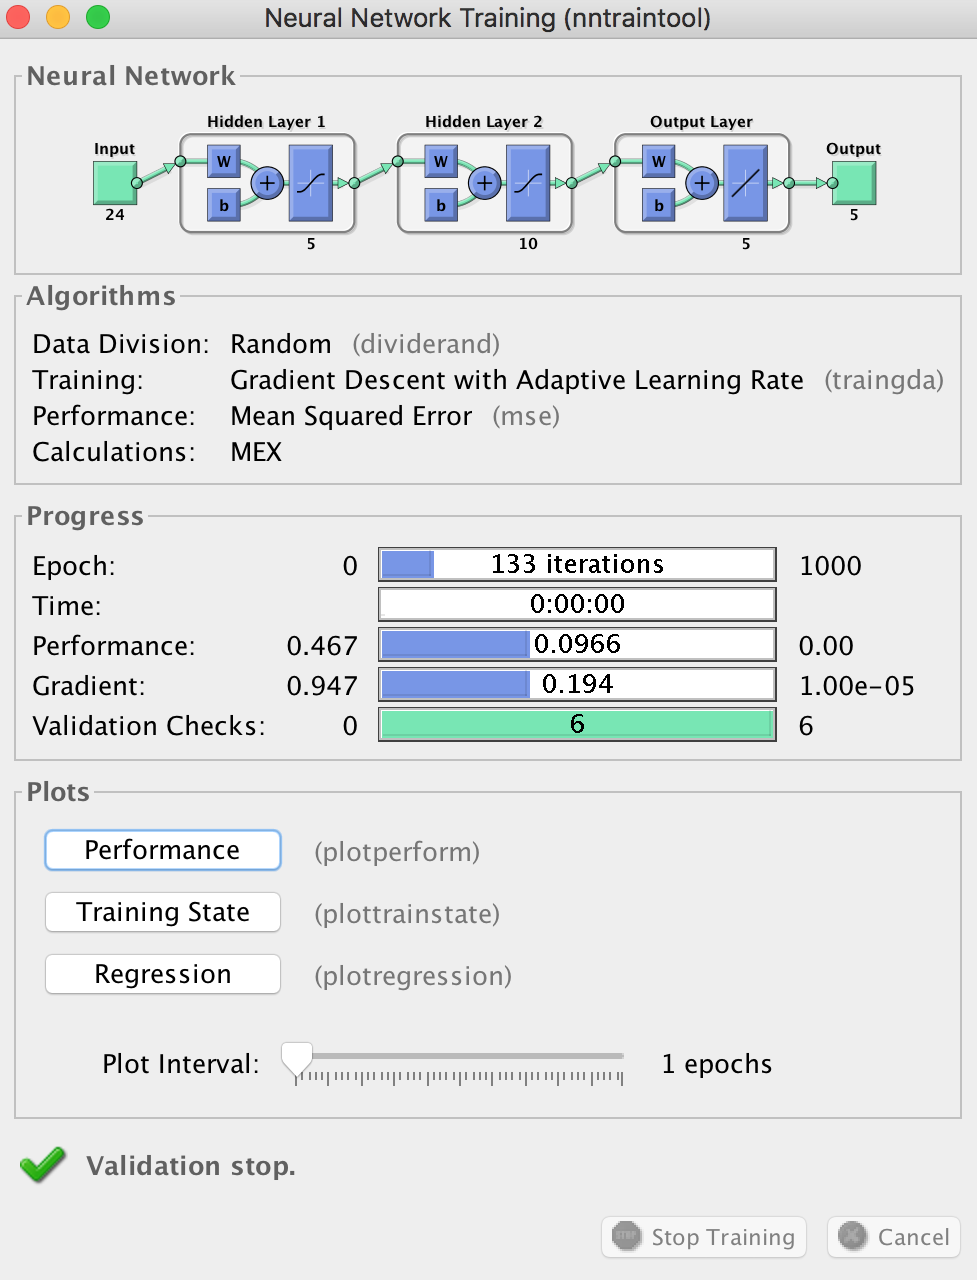 Neural Network Training (nntraintool)
Neural Network
Hidden Layer 1 Hidden Layer 2 Output Layer
Input Output
W W W
b b b
24 5
5 10 5
Algorithms
Data Division: Random (dividerand)
Training: Gradient Descent with Adaptive Learning Rate (traingda)
Performance: Mean Squared Error (mse)
Calculations: MEX
Progress
Epoch: 0 133 iterations 1000
Time: 0:00:00
Performance: 0.467 0.0966 0.00
Gradient: 0.947 0.194 1.00e-05
Validation Checks: 0 6 6
Plots
Performance (plotperform)
Training State (plottrainstate)
Regression (plotregression)
Plot Interval: 1 epochs
Validation stop.
STOP Stop Training Cancel